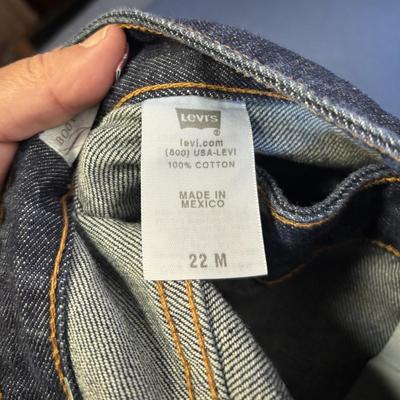 Levi's
®
levi.com
(800) USA-LEVI
100% COTTON
MADE IN
MEXICO
22 M